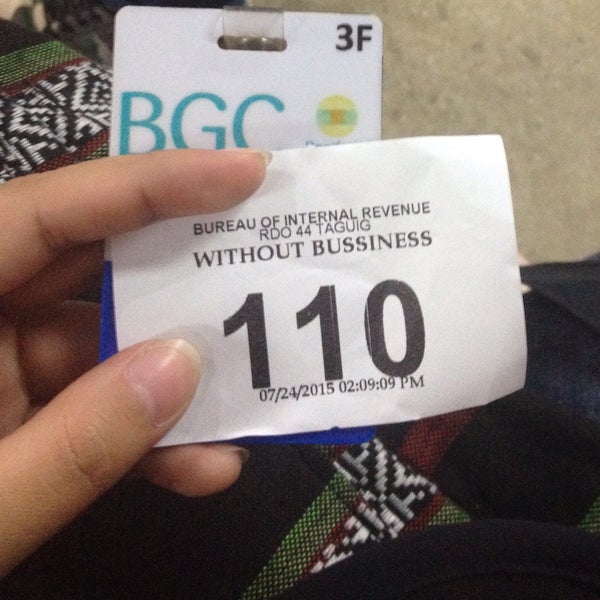 3F
BGC
BUREAU OF INTERNAL REVENUE
RDO 44 TAGUIG
WITHOUT BUSSINESS
110
07/24/2015 02:09:09 PM